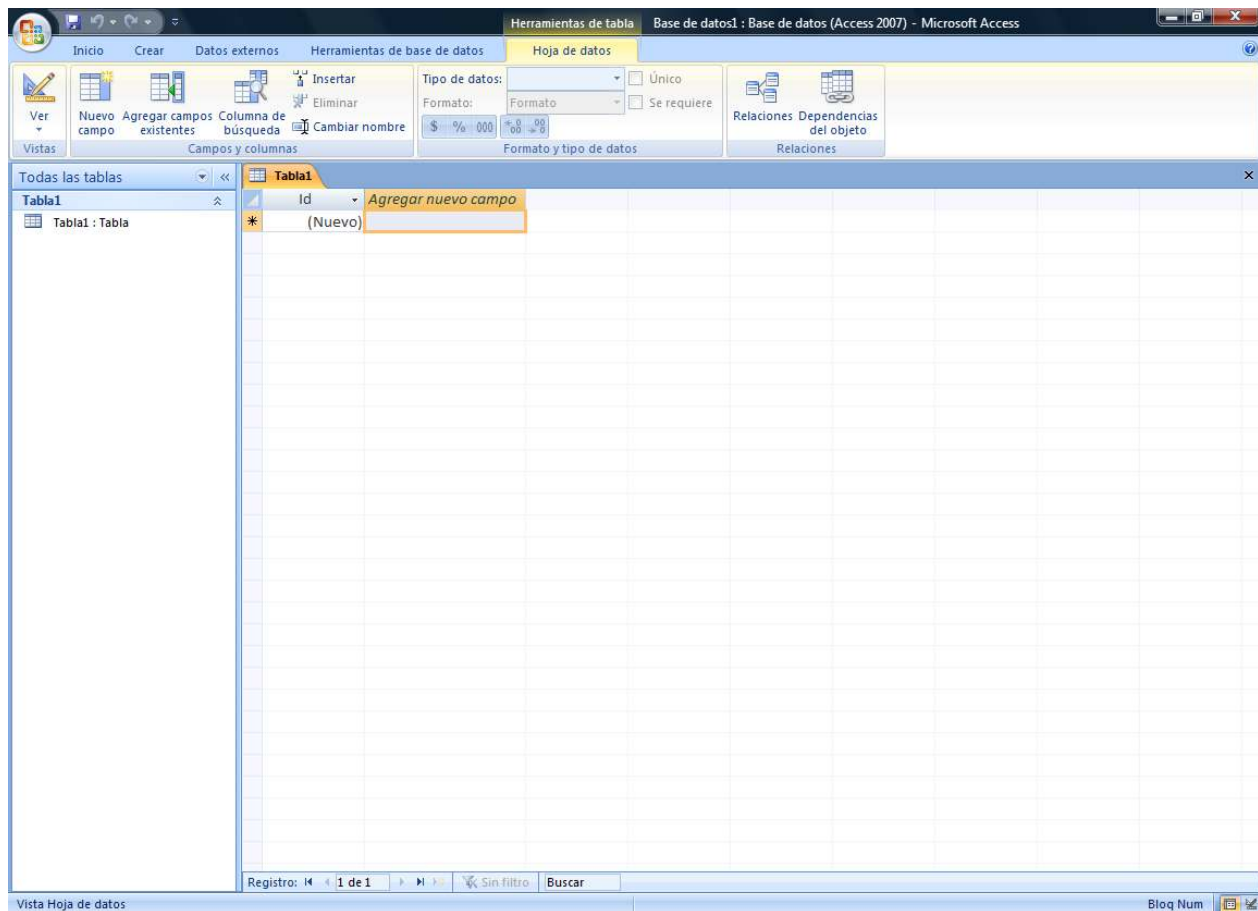 Herramientas de tabla Base de datos1 : Base de datos (Access 2007) - Microsoft Access
Inicio Crear Datos externos Herramientas de base de datos Hoja de datos
Ver
Vistas
Nuevo campo
Agregar campos existentes
Columna de búsqueda
Insertar
Eliminar
Cambiar nombre
Campos y columnas
Tipo de datos:
Único
Formato: Formato
Se requiere
$ % 000
Formato y tipo de datos
Relaciones
Dependencias del objeto
Relaciones
Todas las tablas
Tabla1
Tabla1
Tabla1 : Tabla
Id Agregar nuevo campo
(Nuevo)
Registro: 1 de 1 Sin filtro Buscar
Vista Hoja de datos Bloq Num